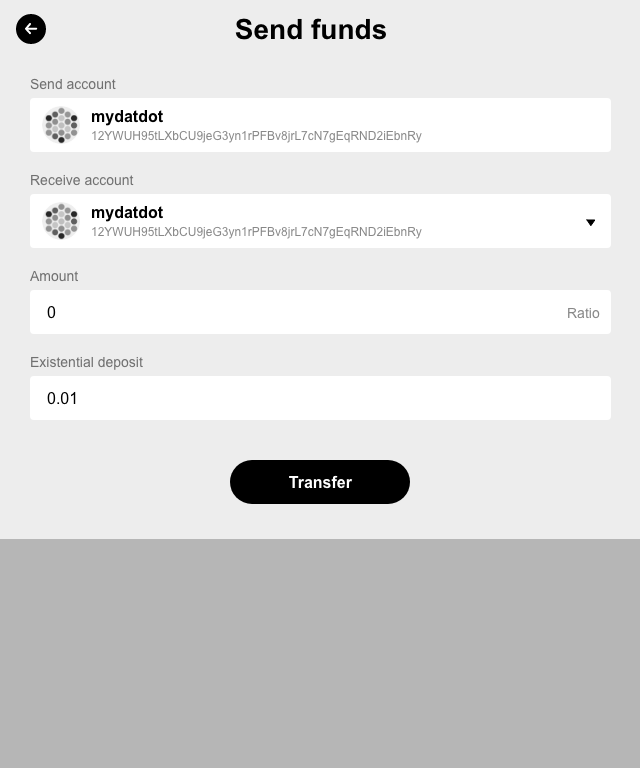 Send funds
Send account
mydatdot
12YWUH95tLXbCU9jeG3yn1rPFBv8jrL7cN7gEqRND2iEbnRy
Receive account
mydatdot
12YWUH95tLXbCU9jeG3yn1rPFBv8jrL7cN7gEqRND2iEbnRy
Amount
0 Ratio
Existential deposit
0.01
Transfer